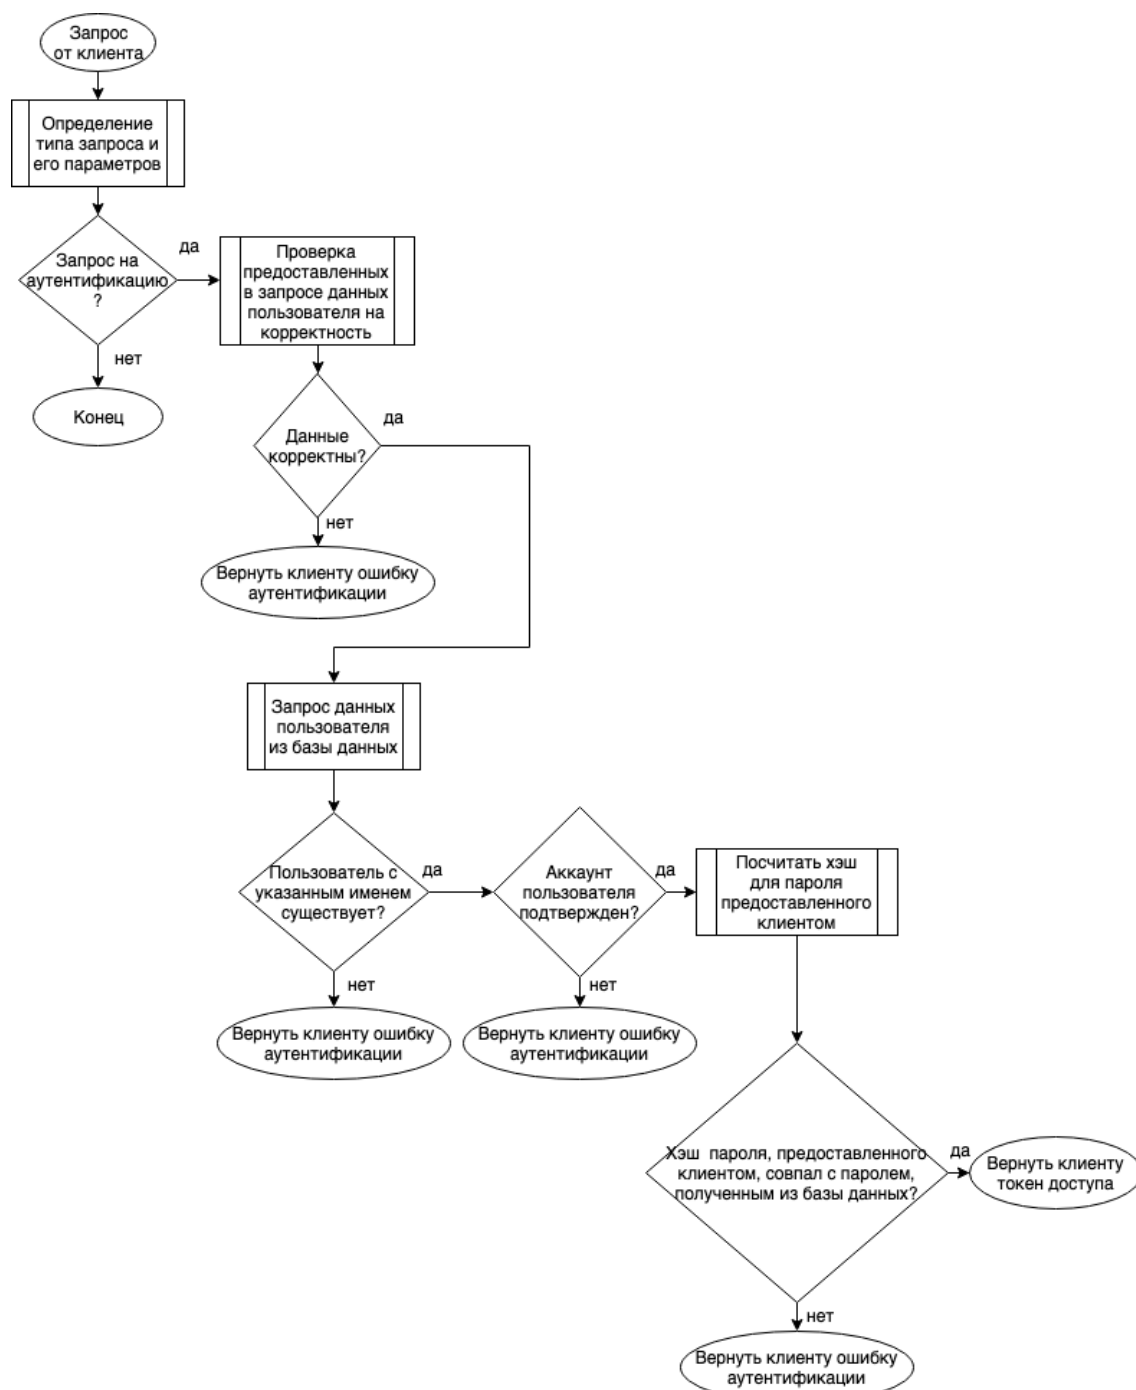 Запрос
от клиента
Определение
типа запроса и
его параметров
Запрос на
аутентификацию
?
да
Проверка
предоставленных
в запросе данных
пользователя на
корректность
нет
Конец
Данные
корректны?
да
нет
Вернуть клиенту ошибку
аутентификации
Запрос данных
пользователя
из базы данных
Пользователь с
указанным именем
существует?
да
Аккаунт
пользователя
подтвержден?
да
Посчитать хэш
для пароля
предоставленного
клиентом
нет
Вернуть клиенту ошибку
аутентификации
нет
Вернуть клиенту ошибку
аутентификации
Хэш пароля, предоставленного
клиентом, совпал с паролем,
полученным из базы данных?
да
Вернуть клиенту
токен доступа
нет
Вернуть клиенту ошибку
аутентификации